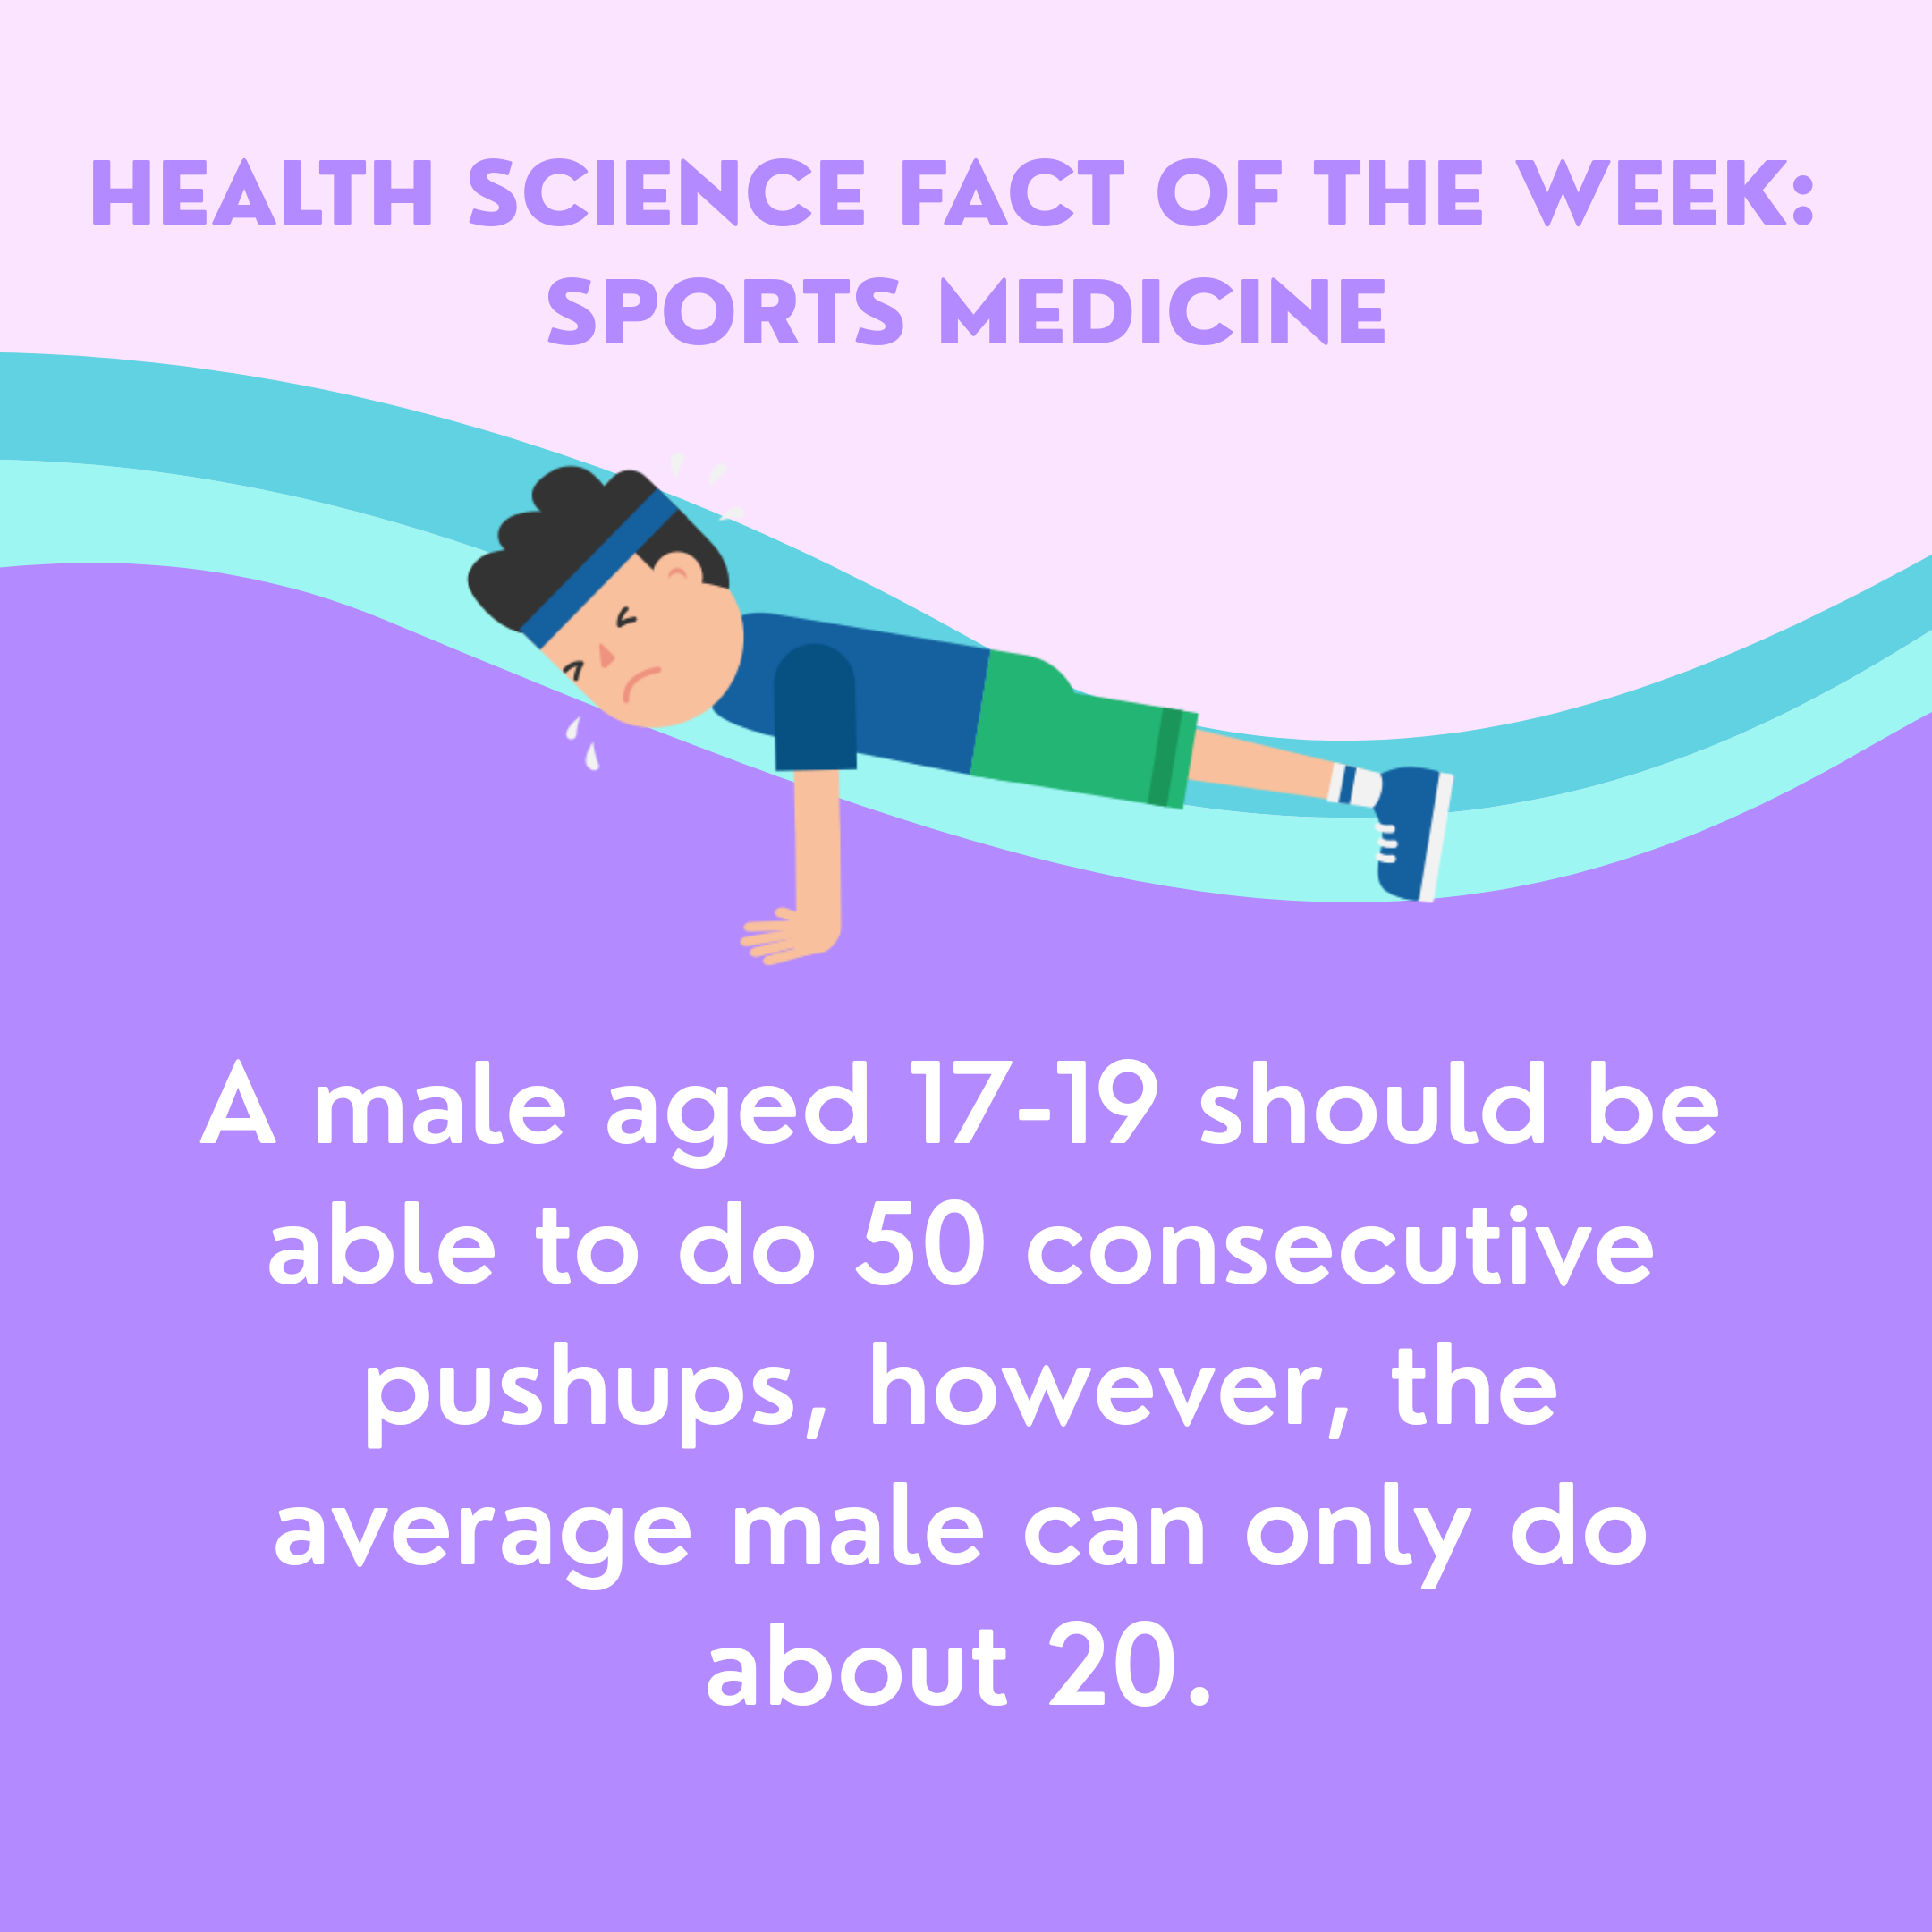 HEALTH SCIENCE FACT OF THE WEEK:
SPORTS MEDICINE
A male aged 17-19 should be
able to do 50 consecutive
pushups, however, the
average male can only do
about 20.